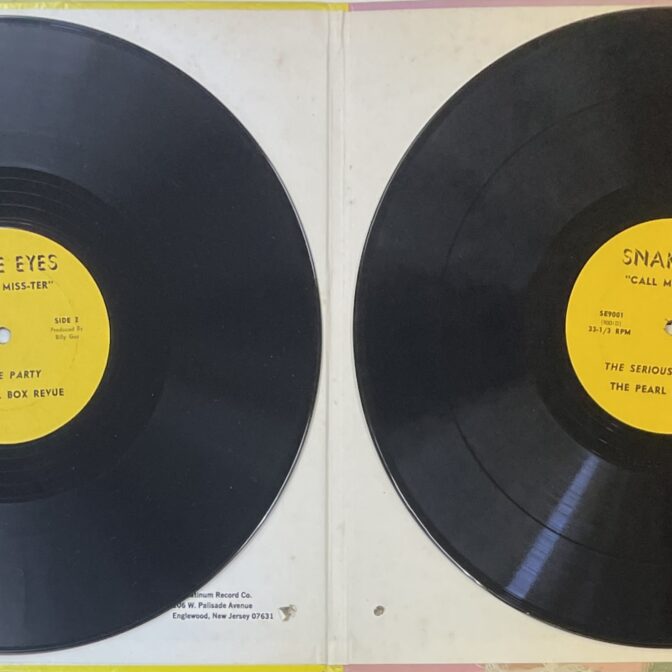 E EYES
MISS-TER"
SIDE 2
Produced By
Billy Guy
E PARTY
BOX REVUE
SNAK
"CALL M
SE9001
33-1/3 RPM
THE SERIOUS
THE PEARL
tinum Record Co.
06 W. Palisade Avenue
Englewood, New Jersey 07631